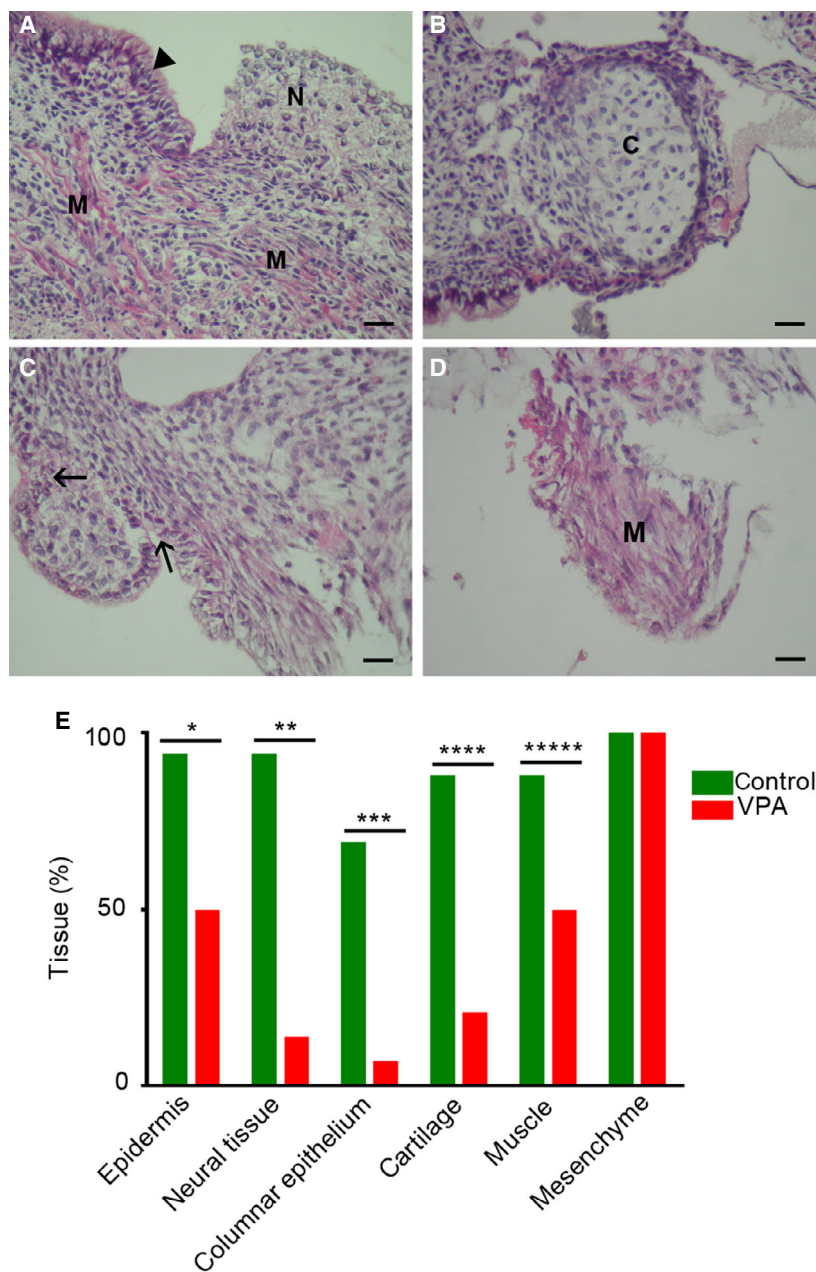 A
N
M
M
B
C
C
D
M
E
100
50
0
Tissue (%)
*
**
***
****
*****
Control
VPA
Epidermis
Neural tissue
Columnar epithelium
Cartilage
Muscle
Mesenchyme